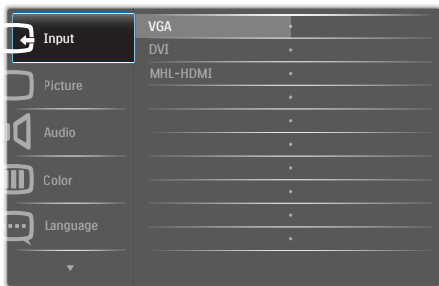 Input
Picture
Audio
Color
Language
VGA
DVI
MHL-HDMI